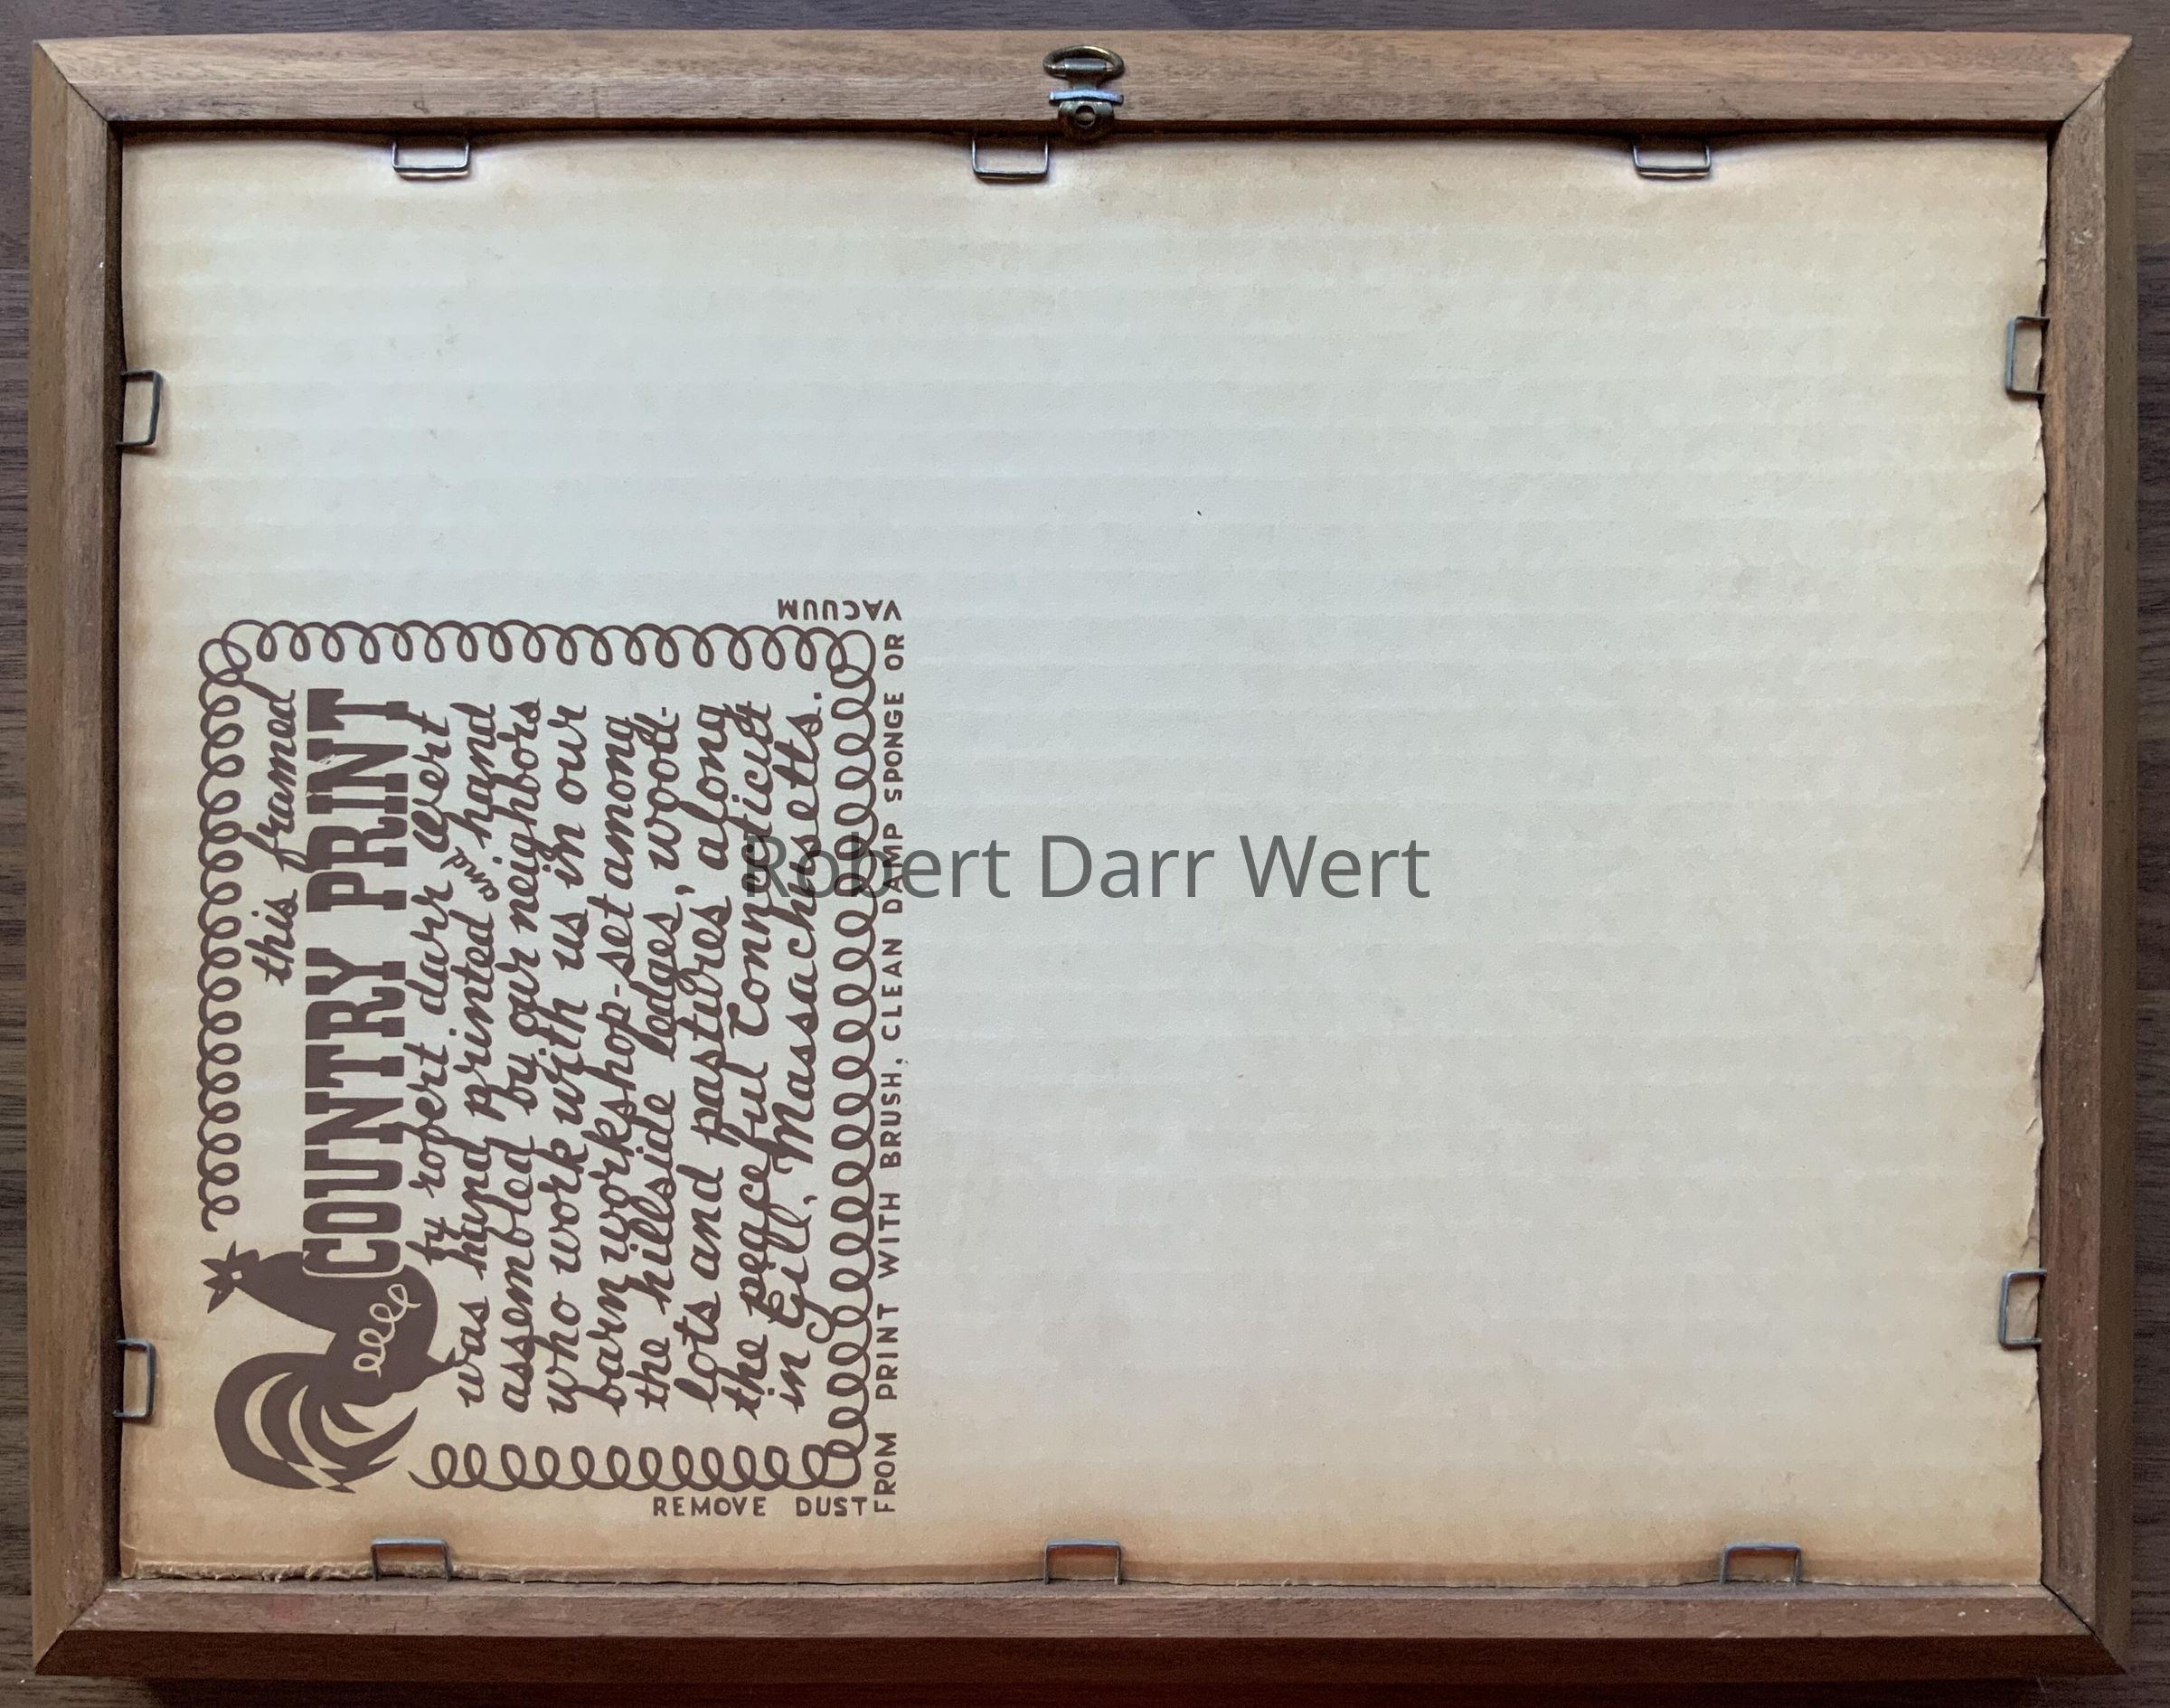 this framed
COUNTRY PRINT
by robert darr wert
was hand printed and hand
assembled by our neighbors
who work with us in our
barn workshop-set among
the hillside ledges, wood-
lots and pastures, along
the peaceful Connecticut
in Gill, Massachusetts.
REMOVE DUST
FROM PRINT WITH BRUSH, CLEAN DAMP SPONGE OR
VACUUM
Robert Darr Wert